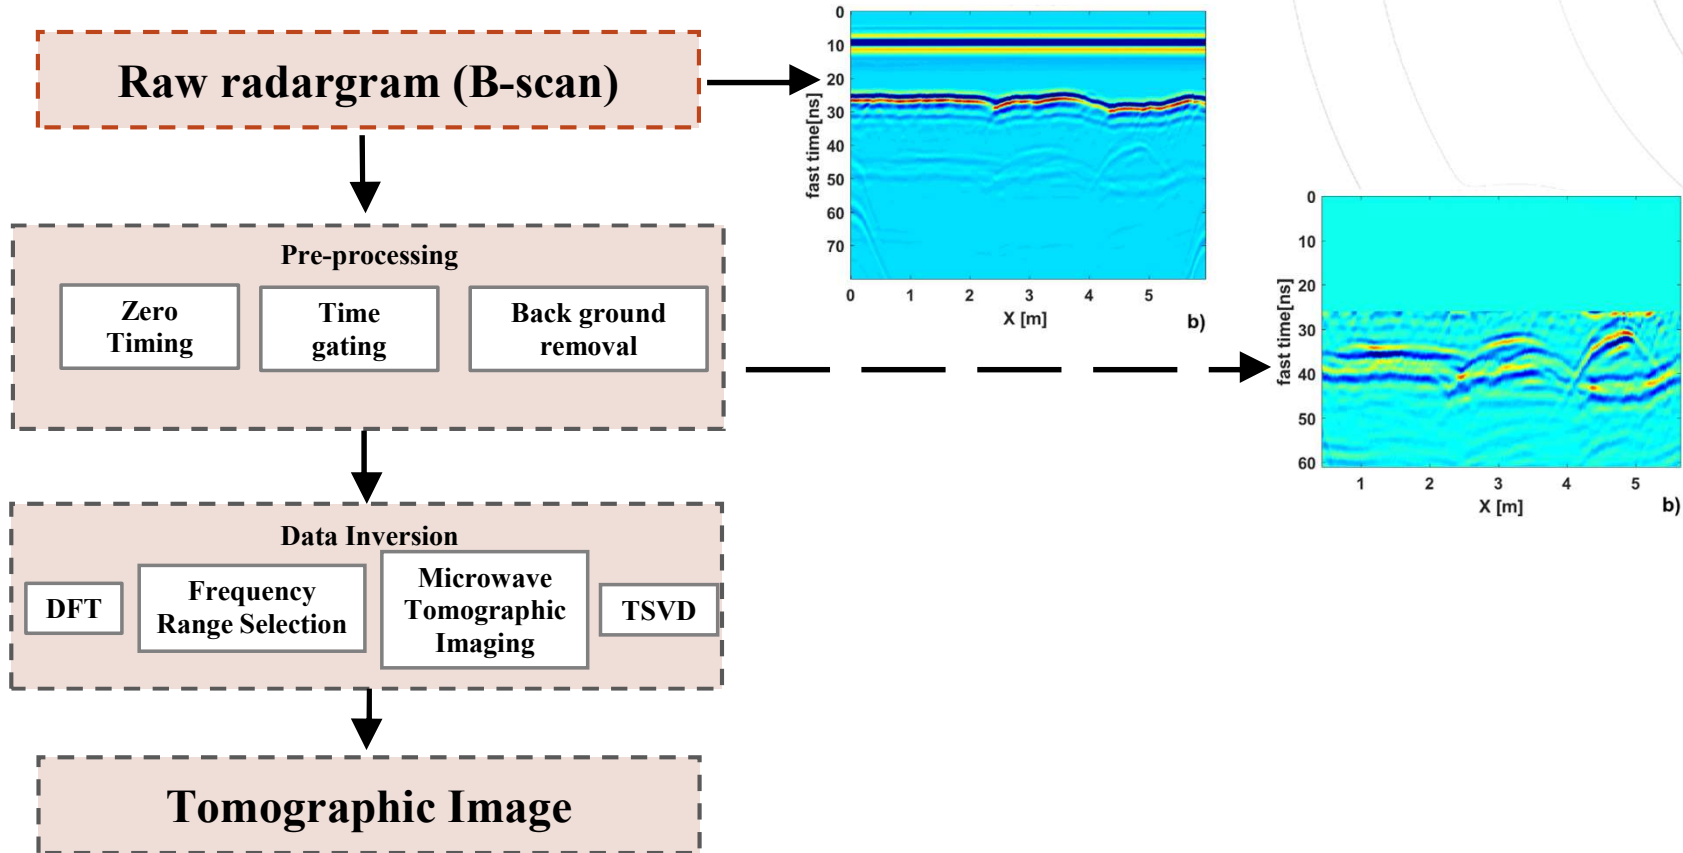 Raw radargram (B-scan)
Pre-processing
Zero
Timing
Time
gating
Back ground
removal
Data Inversion
DFT
Frequency
Range Selection
Microwave
Tomographic
Imaging
TSVD
Tomographic Image
0
10
20
30
40
50
60
70
fast time[ns]
0 1 2 3 4 5
X [m]
b)
0
10
20
30
40
50
60
fast time[ns]
1 2 3 4 5
X [m]
b)